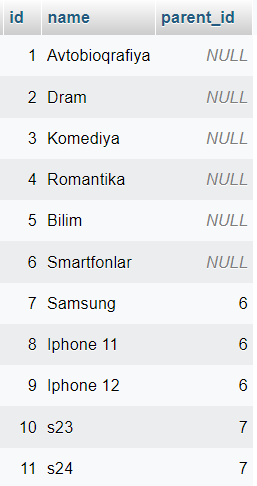 id name parent_id
1 Avtobioqrafiya NULL
2 Dram NULL
3 Komediya NULL
4 Romantika NULL
5 Bilim NULL
6 Smartfonlar NULL
7 Samsung 6
8 Iphone 11 6
9 Iphone 12 6
10 s23 7
11 s24 7